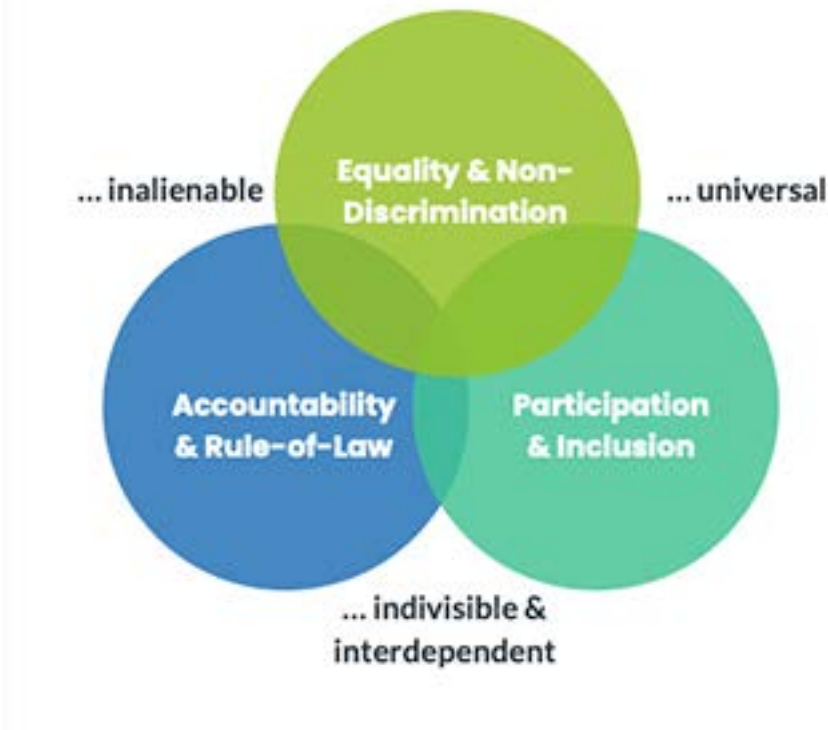 Equality & Non-
Discrimination
... inalienable
... universal
Accountability
& Rule-of-Law
Participation
& Inclusion
... indivisible &
interdependent